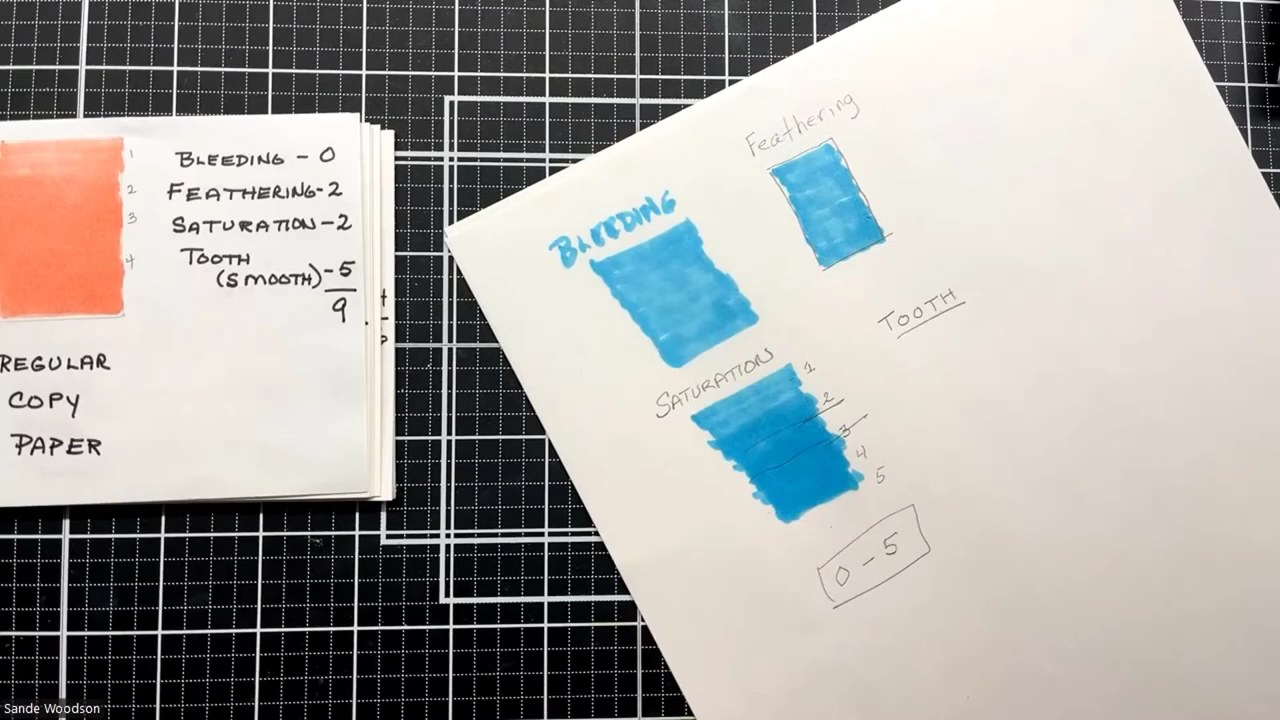 1
2
3
4
BLEEDING - 0
FEATHERING-2
SATURATION-2
TOOTH
(SMOOTH)-5
9
REGULAR
COPY
PAPER
Feathering
BLEEDING
TOOTH
SATURATION
1
2
3
4
5
0-5
Sande Woodson